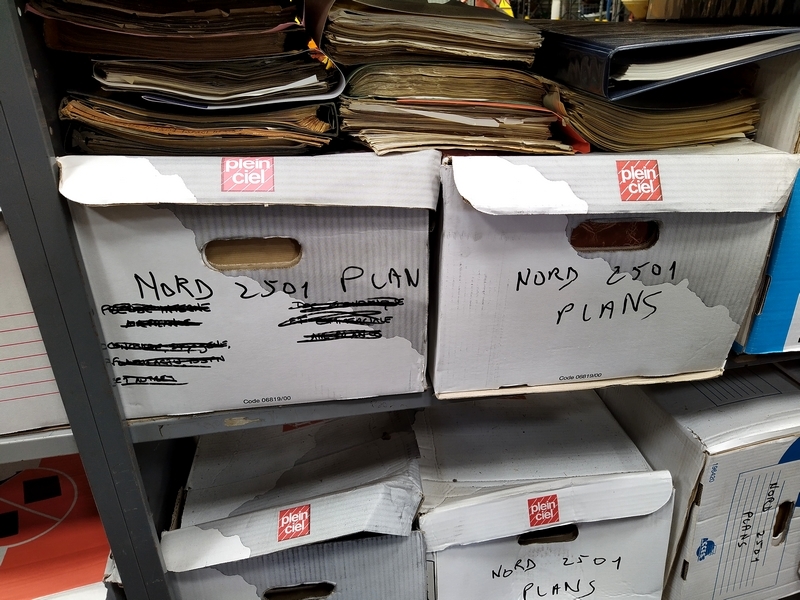 plein
ciel
plein
ciel
NORD 2501 PLAN
NORD 2501
PLANS
Code 06819/00
Code 06819/00
plein
ciel
plein
ciel
NORD 2501
PLANS
NORD 2501
PLANS